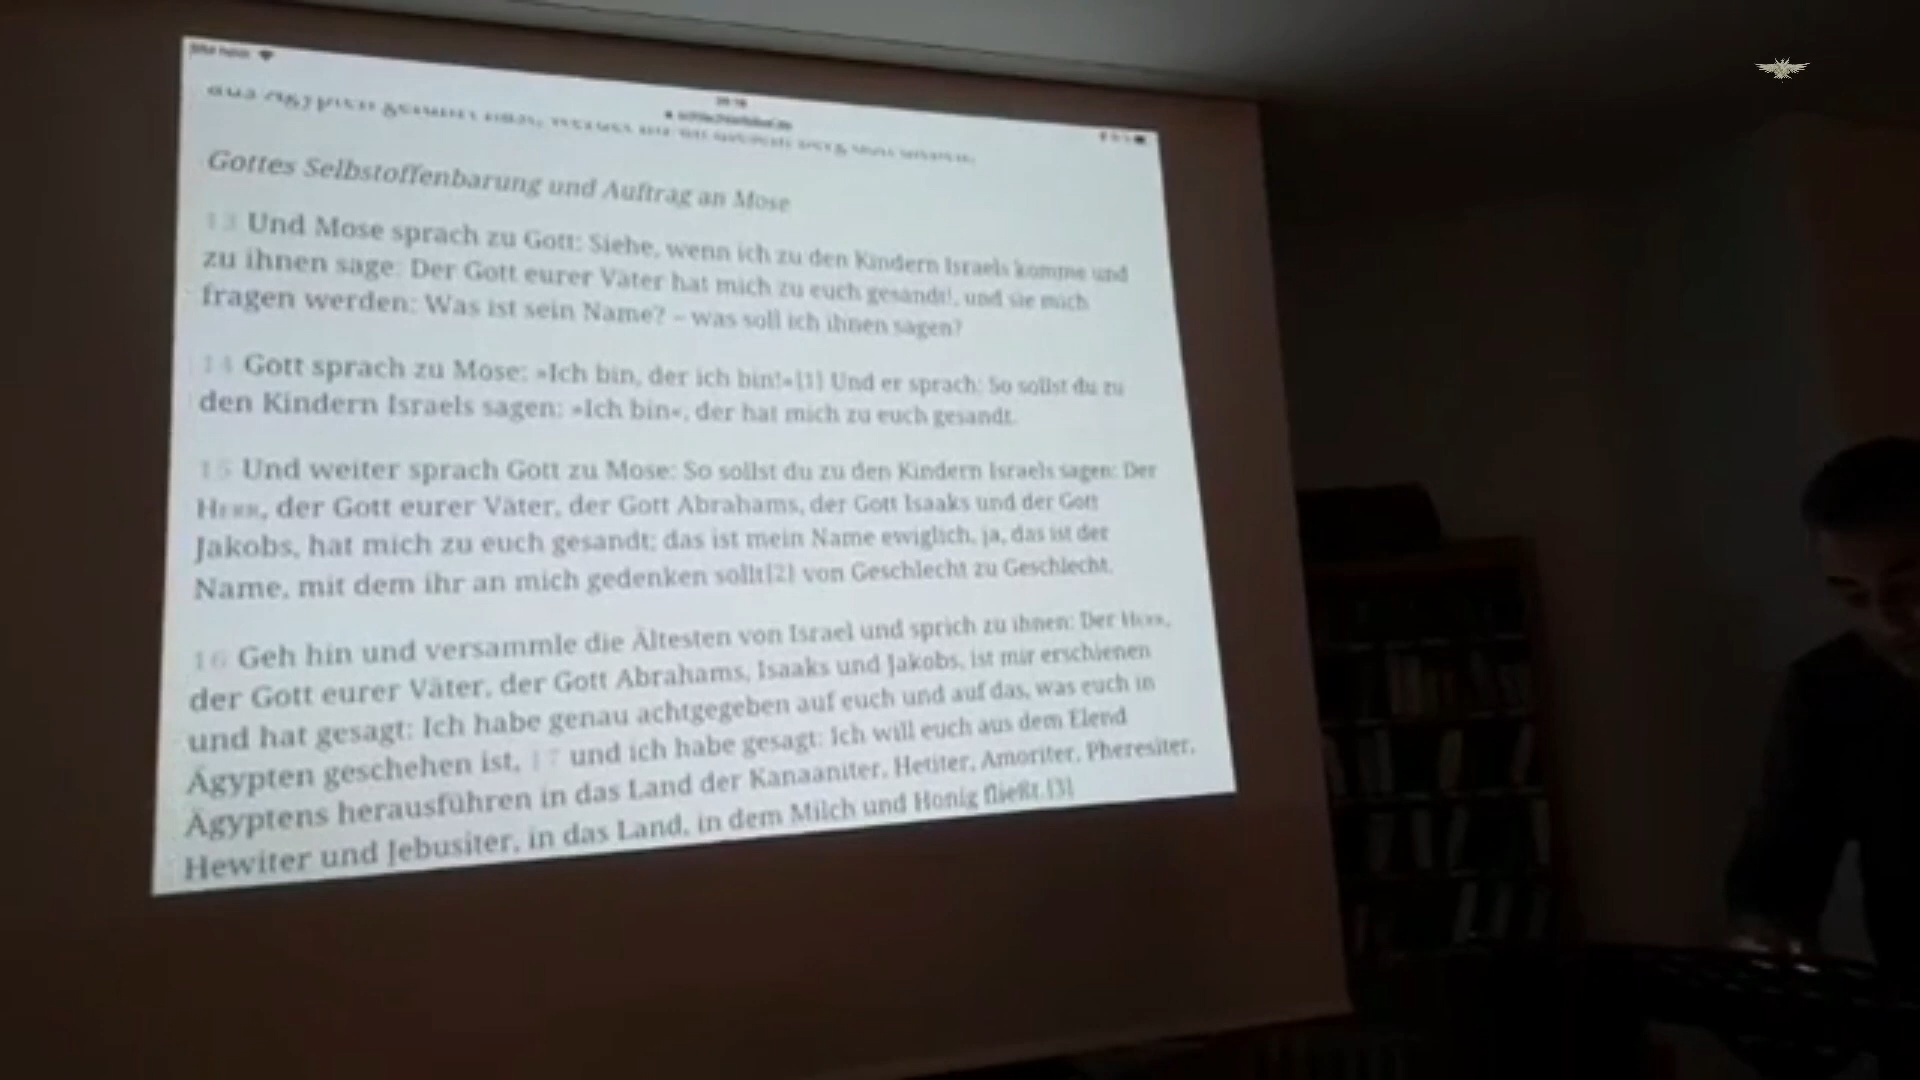 Gottes Selbstoffenbarung und Auftrag an Mose
13 Und Mose sprach zu Gott: Siehe, wenn ich zu den Kindern Israels komme und
zu ihnen sage: Der Gott eurer Väter hat mich zu euch gesandt!, und sie mich
fragen werden: Was ist sein Name? – was soll ich ihnen sagen?
14 Gott sprach zu Mose: »Ich bin, der ich bin!«[1] Und er sprach: So sollst du zu
den Kindern Israels sagen: »Ich bin«, der hat mich zu euch gesandt.
15 Und weiter sprach Gott zu Mose: So sollst du zu den Kindern Israels sagen: Der
HERR, der Gott eurer Väter, der Gott Abrahams, der Gott Isaaks und der Gott
Jakobs, hat mich zu euch gesandt; das ist mein Name ewiglich, ja, das ist der
Name, mit dem ihr an mich gedenken sollt[2] von Geschlecht zu Geschlecht.
16 Geh hin und versammle die Ältesten von Israel und sprich zu ihnen: Der HERR,
der Gott eurer Väter, der Gott Abrahams, Isaaks und Jakobs, ist mir erschienen
und hat gesagt: Ich habe genau achtgegeben auf euch und auf das, was euch in
Ägypten geschehen ist, 17 und ich habe gesagt: Ich will euch aus dem Elend
Ägyptens herausführen in das Land der Kanaaniter, Hetiter, Amoriter, Pheresiter,
Hewiter und Jebusiter, in das Land, in dem Milch und Honig fließt.[3]